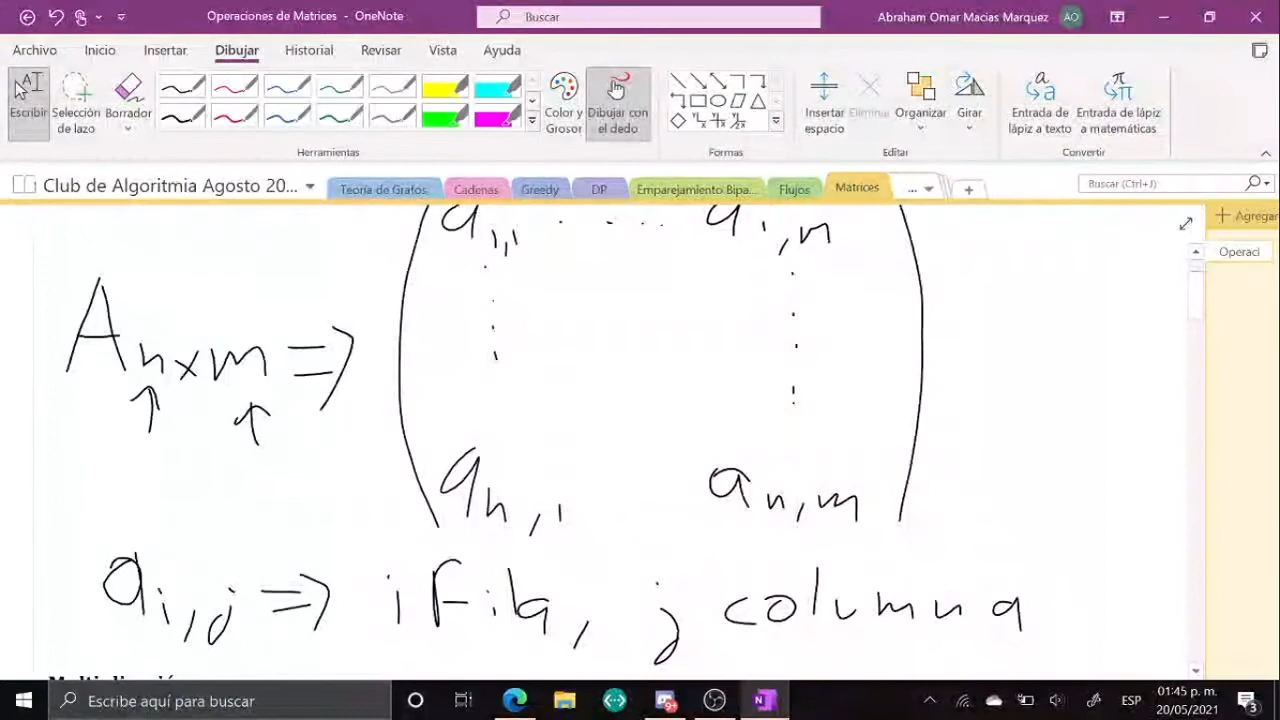 Operaciones de Matrices - OneNote
Buscar
Abraham Omar Macias Marquez AO
Archivo Inicio Insertar Dibujar Historial Revisar Vista Ayuda
Escribir
Selección de lazo
Borrador
Color y Grosor
Dibujar con el dedo
Insertar espacio
Eliminar
Organizar
Girar
Entrada de lápiz a texto
Entrada de lápiz a matemáticas
Herramientas
Formas
Editar
Convertir
Club de Algoritmia Agosto 20...
Teoría de Grafos
Cadenas
Greedy
DP
Emparejamiento Bipa...
Flujos
Matrices
...
+
Buscar (Ctrl+J)
+ Agregar
Operaci
a1,1 . ... a1,m
A n×m =>
an,1 an,m
ai,j => i Fila, j columna
Escribe aquí para buscar
ESP
01:45 p. m.
20/05/2021
3